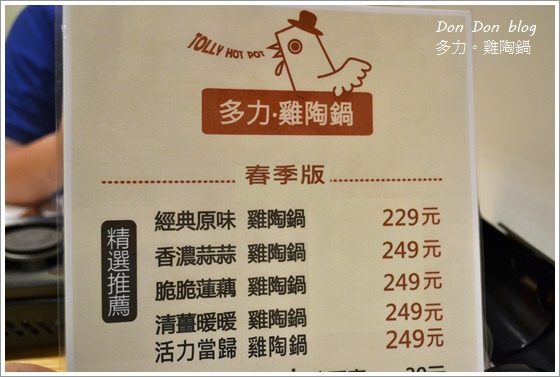 Don Don blog
多力。雞陶鍋
TOLLY HOT POT
多力·雞陶鍋
春季版
精選推薦
經典原味 雞陶鍋 229元
香濃蒜蒜 雞陶鍋 249元
脆脆蓮藕 雞陶鍋 249元
清薑暖暖 雞陶鍋 249元
活力當歸 雞陶鍋 249元